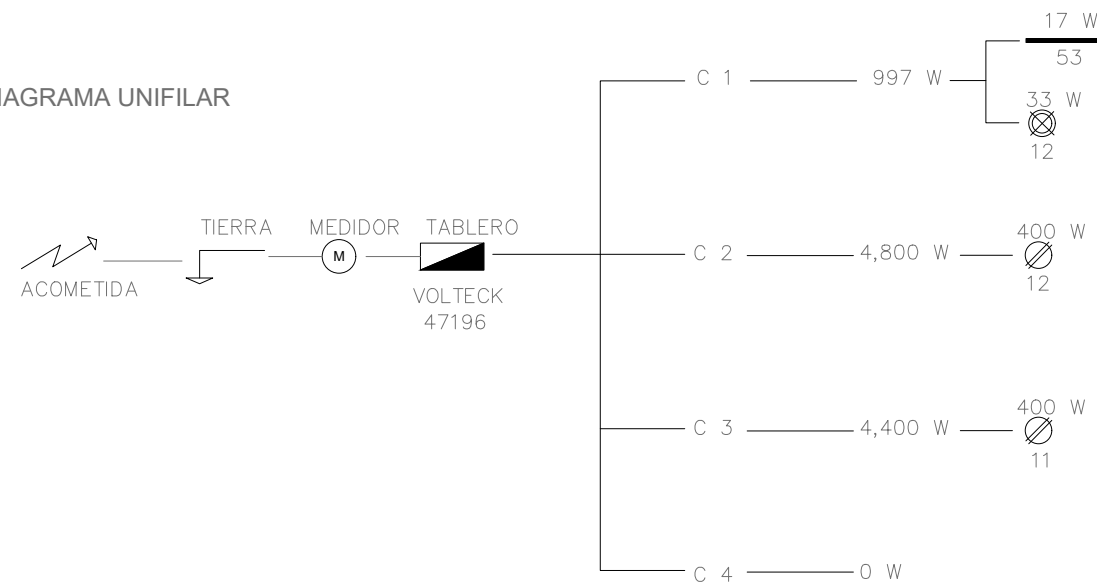 IAGRAMA UNIFILAR
ACOMETIDA
TIERRA
MEDIDOR
M
TABLERO
VOLTECK
47196
C 1
997 W
17 W
53
33 W
12
C 2
4,800 W
400 W
12
C 3
4,400 W
400 W
11
C 4
0 W